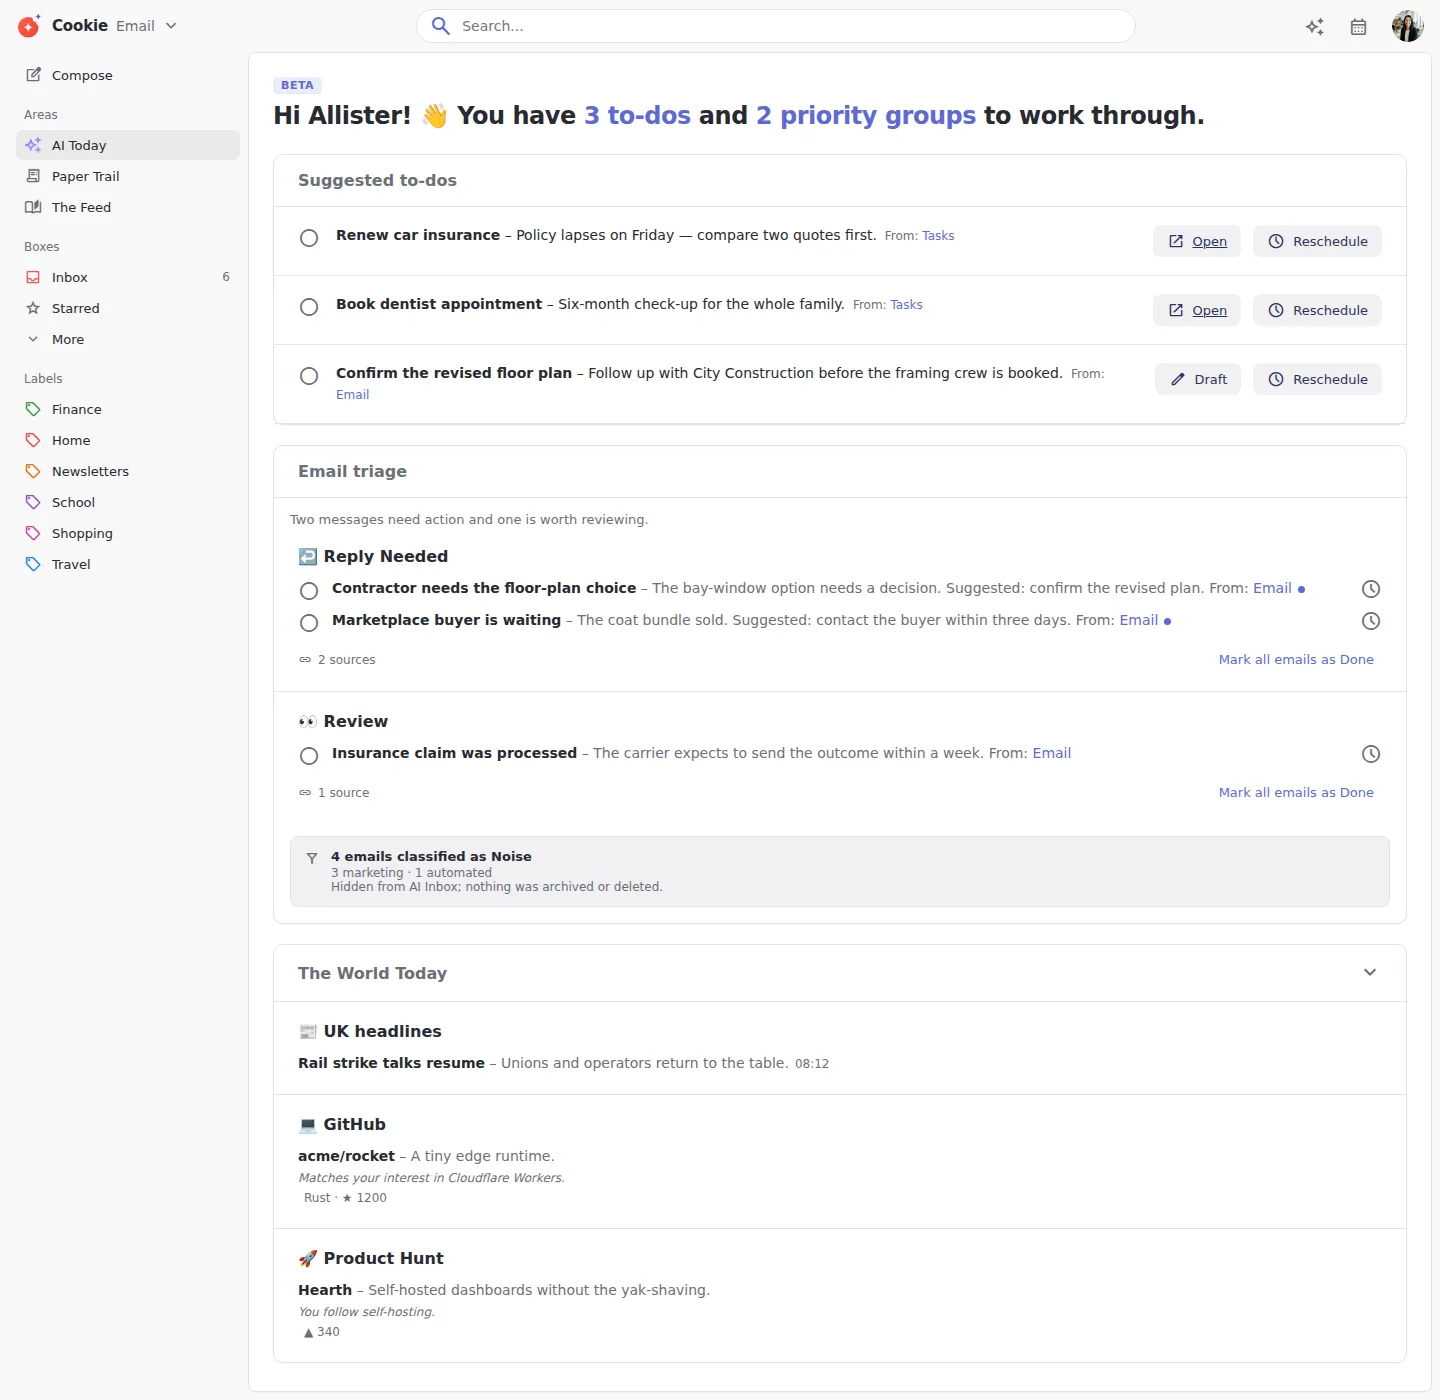 Cookie Email
Search...
Compose
Areas
AI Today
Paper Trail
The Feed
Boxes
Inbox 6
Starred
More
Labels
Finance
Home
Newsletters
School
Shopping
Travel
BETA
Hi Allister! 👋 You have 3 to-dos and 2 priority groups to work through.
Suggested to-dos
Renew car insurance – Policy lapses on Friday — compare two quotes first. From: Tasks
Open Reschedule
Book dentist appointment – Six-month check-up for the whole family. From: Tasks
Open Reschedule
Confirm the revised floor plan – Follow up with City Construction before the framing crew is booked. From:
Email
Draft Reschedule
Email triage
Two messages need action and one is worth reviewing.
↩️ Reply Needed
Contractor needs the floor-plan choice – The bay-window option needs a decision. Suggested: confirm the revised plan. From: Email
Marketplace buyer is waiting – The coat bundle sold. Suggested: contact the buyer within three days. From: Email
2 sources Mark all emails as Done
👀 Review
Insurance claim was processed – The carrier expects to send the outcome within a week. From: Email
1 source Mark all emails as Done
4 emails classified as Noise
3 marketing · 1 automated
Hidden from AI Inbox; nothing was archived or deleted.
The World Today
📰 UK headlines
Rail strike talks resume – Unions and operators return to the table. 08:12
💻 GitHub
acme/rocket – A tiny edge runtime.
Matches your interest in Cloudflare Workers.
Rust · ★ 1200
🚀 Product Hunt
Hearth – Self-hosted dashboards without the yak-shaving.
You follow self-hosting.
▲ 340